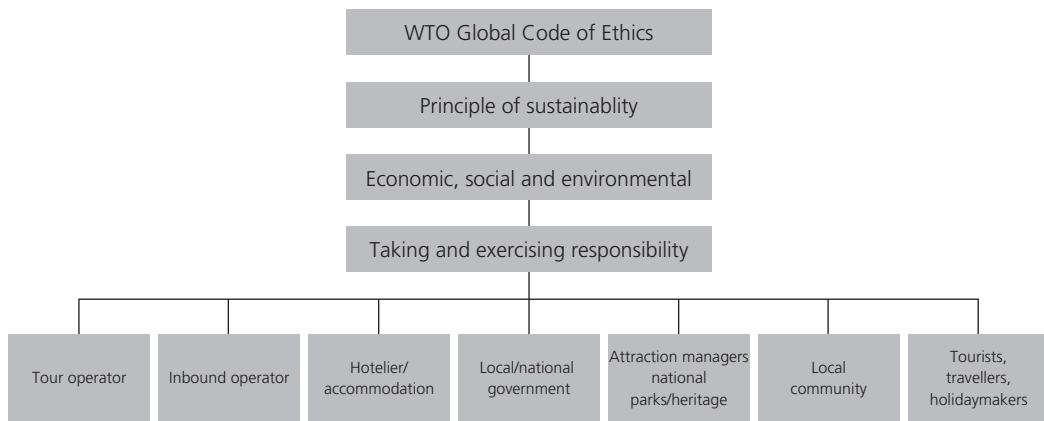 WTO Global Code of Ethics
Principle of sustainablity
Economic, social and environmental
Taking and exercising responsibility
Tour operator
Inbound operator
Hotelier/
accommodation
Local/national
government
Attraction managers
national
parks/heritage
Local
community
Tourists,
travellers,
holidaymakers